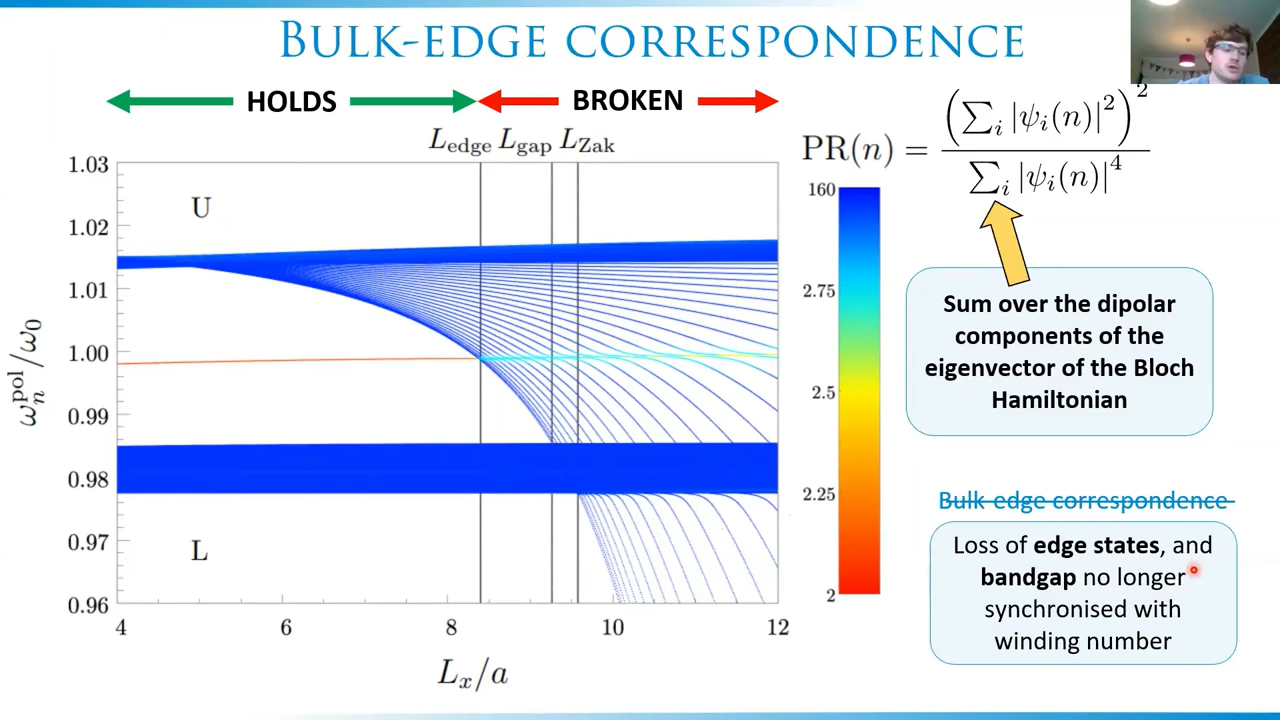 BULK-EDGE CORRESPONDENCE
HOLDS
BROKEN
L_edge L_gap L_Zak
PR(n) = (∑_i |ψ_i(n)|^2)^2 / ∑_i |ψ_i(n)|^4
1.03
1.02
1.01
1.00
0.99
0.98
0.97
0.96
ω_n^pol/ω_0
U
L
4
6
8
10
12
L_x/a
160
2.75
2.5
2.25
2
Sum over the dipolar
components of the
eigenvector of the Bloch
Hamiltonian
Bulk-edge correspondence
Loss of edge states, and
bandgap no longer
synchronised with
winding number